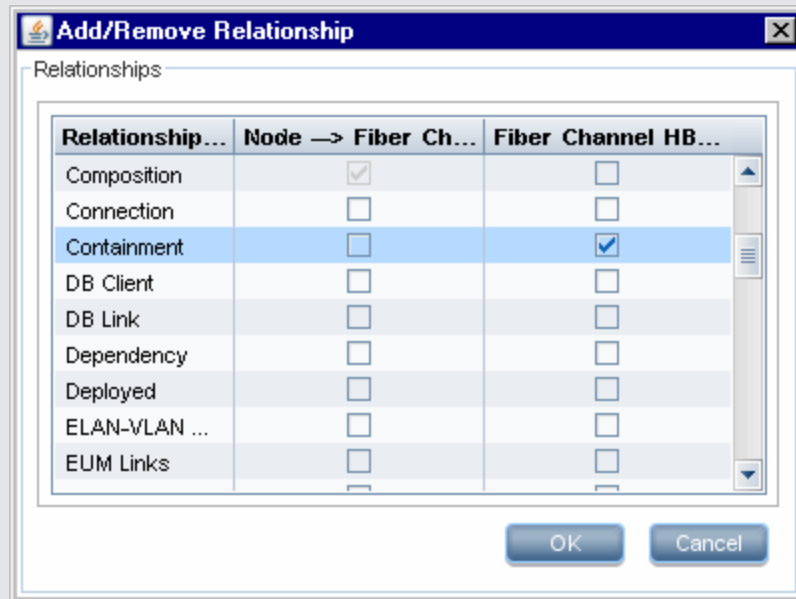 Add/Remove Relationship
Relationships
Relationship... Node —> Fiber Ch... Fiber Channel HB...
Composition
Connection
Containment
DB Client
DB Link
Dependency
Deployed
ELAN-VLAN ...
EUM Links
OK Cancel